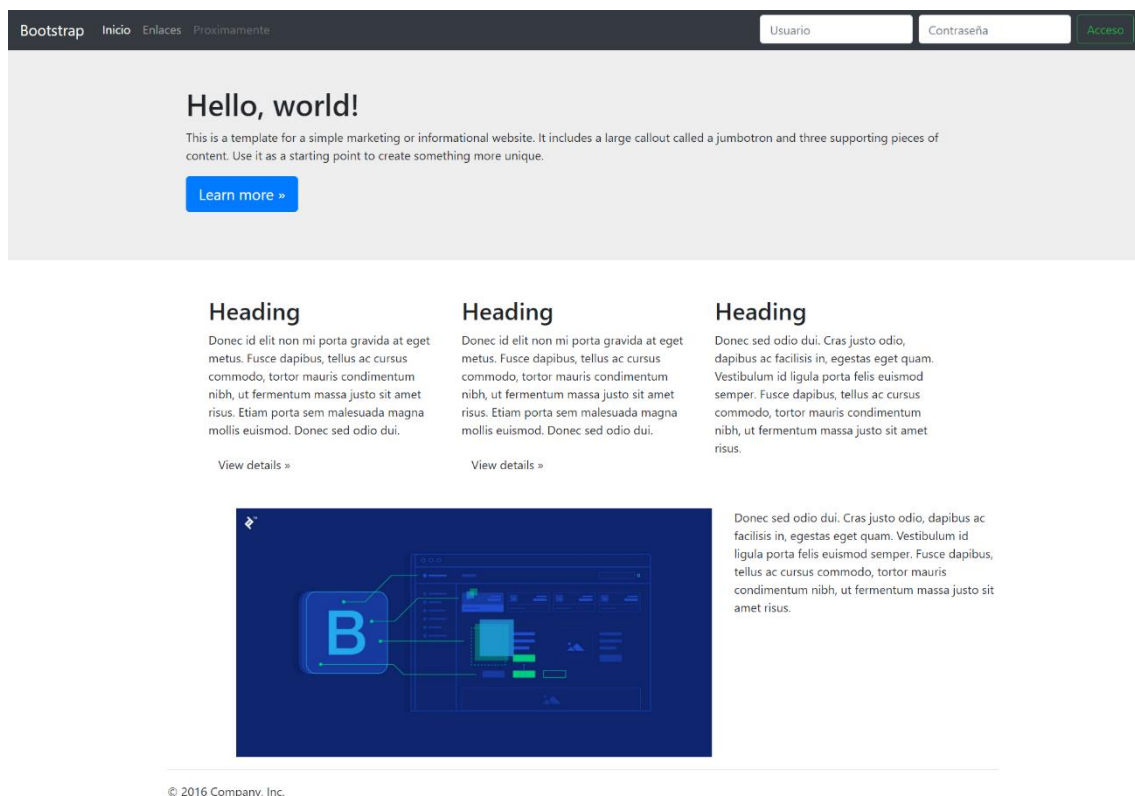 Bootstrap Inicio Enlaces Proximamente Usuario Contraseña Acceso
Hello, world!
This is a template for a simple marketing or informational website. It includes a large callout called a jumbotron and three supporting pieces of
content. Use it as a starting point to create something more unique.
Learn more »
Heading
Donec id elit non mi porta gravida at eget
metus. Fusce dapibus, tellus ac cursus
commodo, tortor mauris condimentum
nibh, ut fermentum massa justo sit amet
risus. Etiam porta sem malesuada magna
mollis euismod. Donec sed odio dui.
View details »
Heading
Donec id elit non mi porta gravida at eget
metus. Fusce dapibus, tellus ac cursus
commodo, tortor mauris condimentum
nibh, ut fermentum massa justo sit amet
risus. Etiam porta sem malesuada magna
mollis euismod. Donec sed odio dui.
View details »
Heading
Donec sed odio dui. Cras justo odio,
dapibus ac facilisis in, egestas eget quam.
Vestibulum id ligula porta felis euismod
semper. Fusce dapibus, tellus ac cursus
commodo, tortor mauris condimentum
nibh, ut fermentum massa justo sit amet
risus.
B
Donec sed odio dui. Cras justo odio, dapibus ac
facilisis in, egestas eget quam. Vestibulum id
ligula porta felis euismod semper. Fusce dapibus,
tellus ac cursus commodo, tortor mauris
condimentum nibh, ut fermentum massa justo sit
amet risus.
© 2016 Company, Inc.